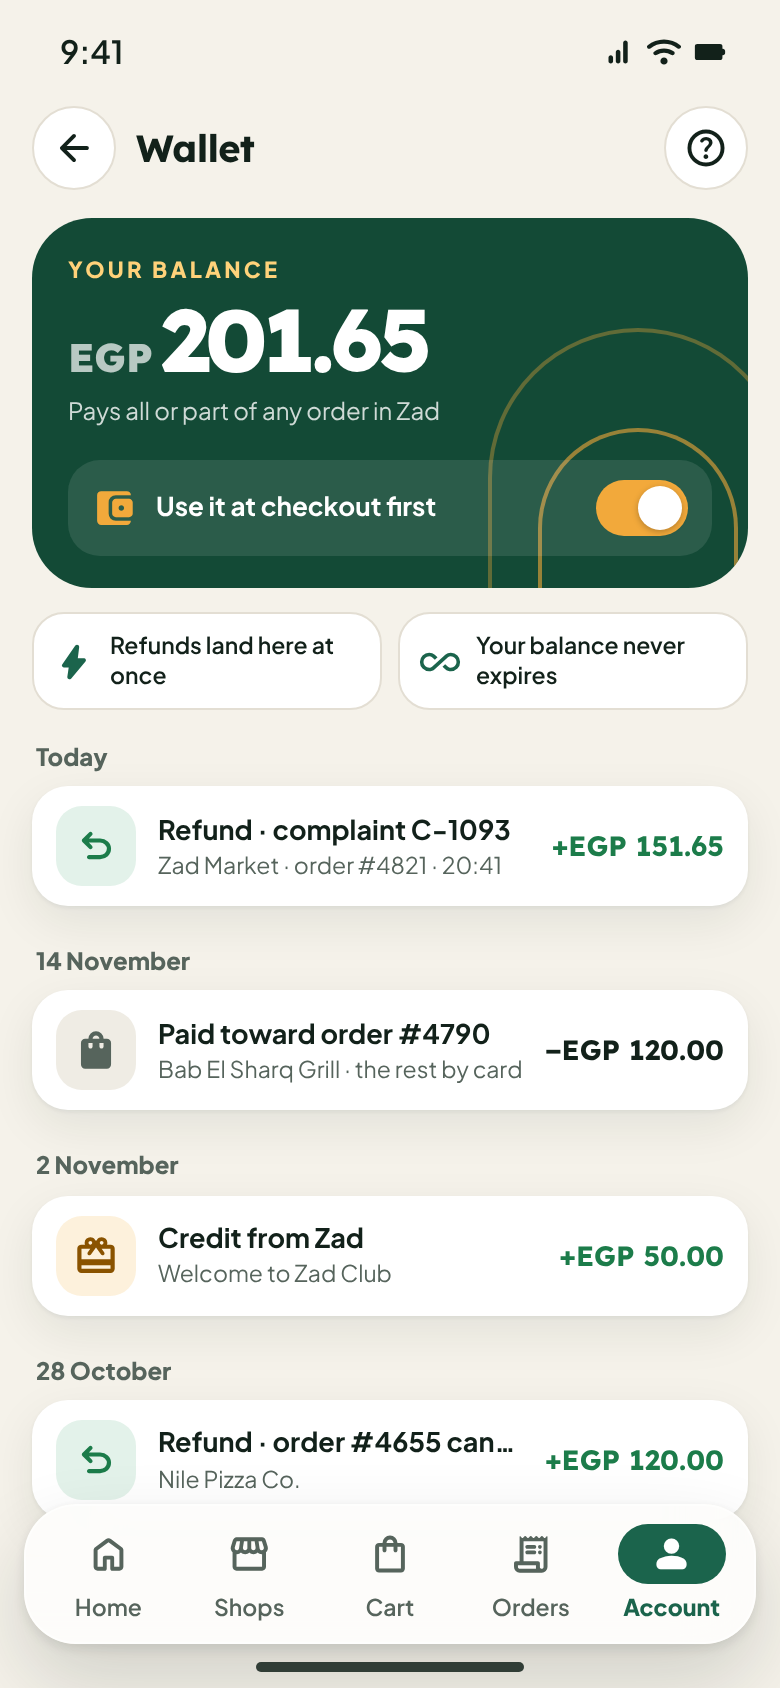 9:41
Wallet
YOUR BALANCE
EGP 201.65
Pays all or part of any order in Zad
Use it at checkout first
Refunds land here at
once
Your balance never
expires
Today
Refund · complaint C-1093
Zad Market · order #4821 · 20:41
+EGP 151.65
14 November
Paid toward order #4790
Bab El Sharq Grill · the rest by card
−EGP 120.00
2 November
Credit from Zad
Welcome to Zad Club
+EGP 50.00
28 October
Refund · order #4655 can…
Nile Pizza Co.
+EGP 120.00
Home
Shops
Cart
Orders
Account